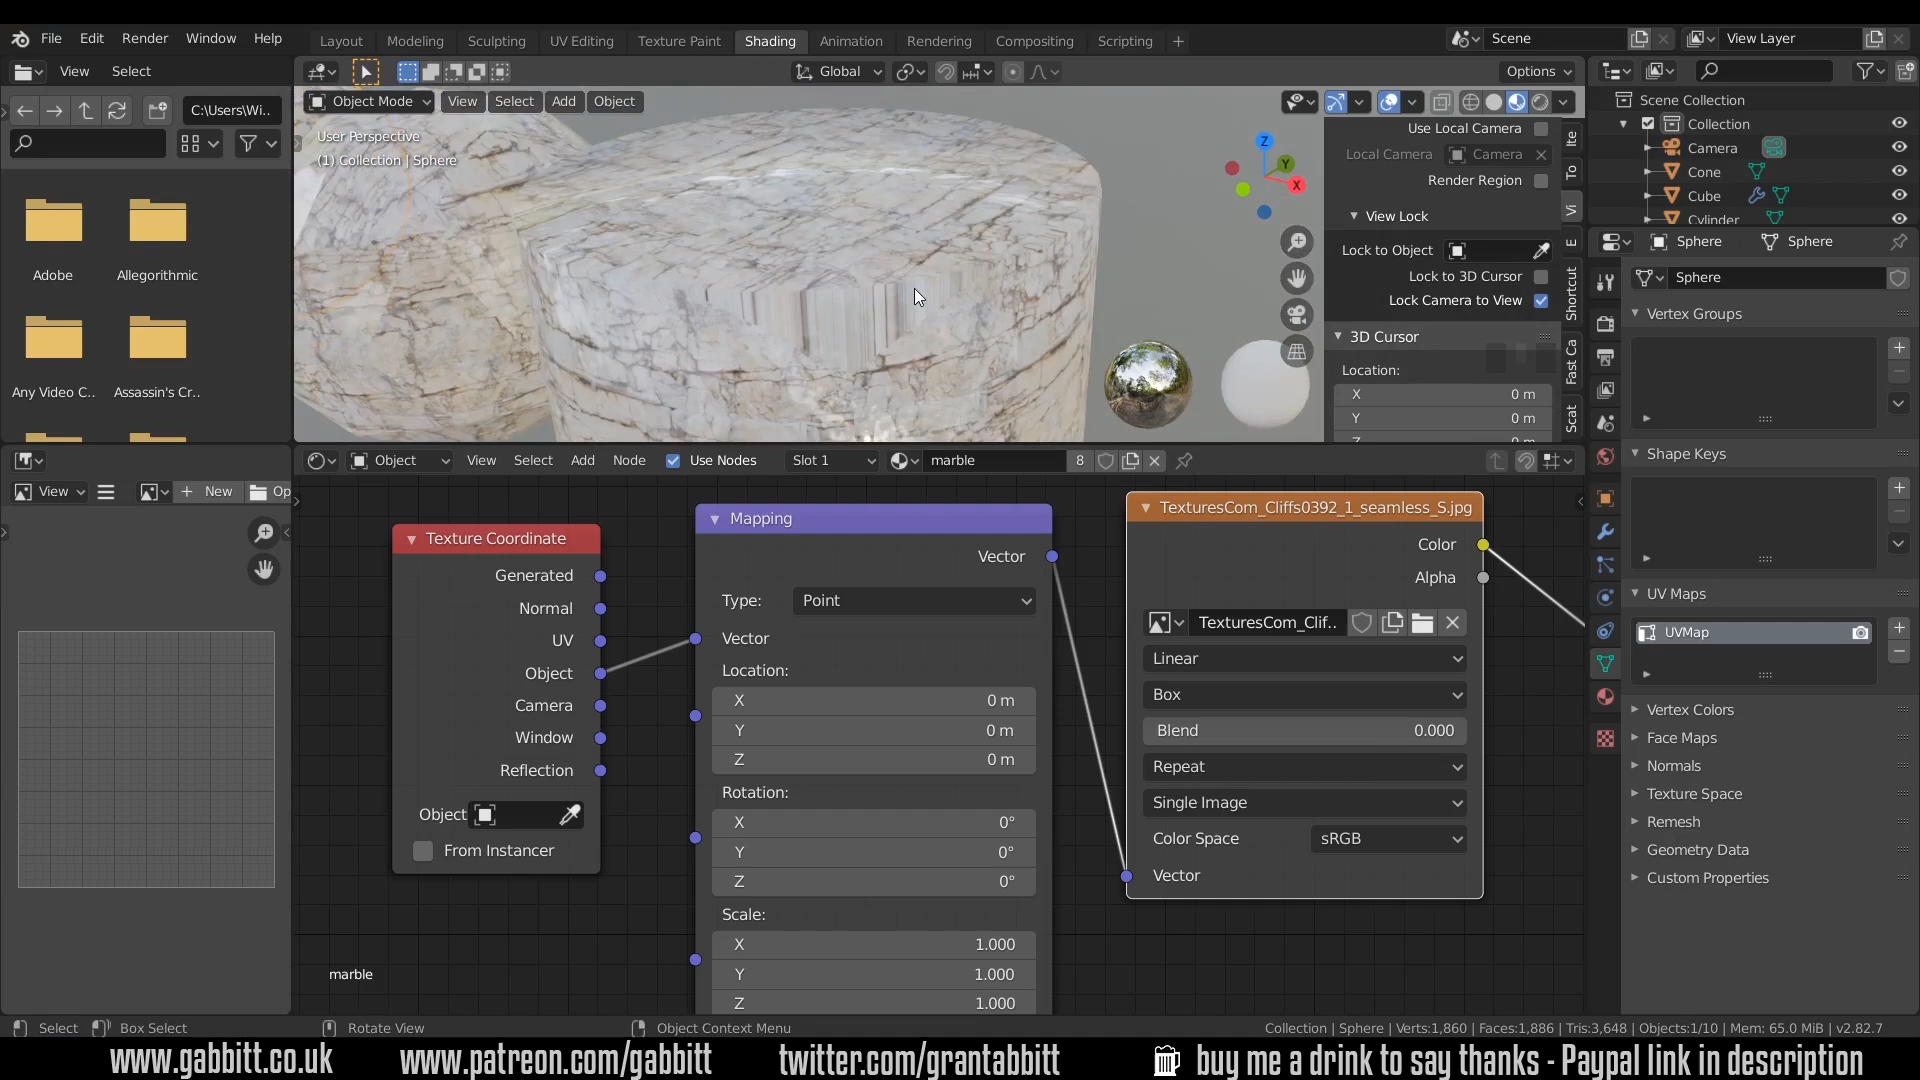 File Edit Render Window Help
Layout Modeling Sculpting UV Editing Texture Paint Shading Animation Rendering Compositing Scripting +
Scene
View Layer
View Select
Global
Options
C:\Users\Wi..
Object Mode View Select Add Object
User Perspective
(1) Collection | Sphere
Z
Y
X
Use Local Camera
Local Camera Camera
Render Region
View Lock
Lock to Object
Lock to 3D Cursor
Lock Camera to View
3D Cursor
Location:
X 0 m
Y 0 m
Ite
To
Vi
E
Shortcut
Fast Ca
Scat
Adobe
Allegorithmic
Any Video C..
Assassin's Cr..
Scene Collection
Collection
Camera
Cone
Cube
Cylinder
Sphere Sphere
Sphere
Vertex Groups
Shape Keys
UV Maps
UVMap
Vertex Colors
Face Maps
Normals
Texture Space
Remesh
Geometry Data
Custom Properties
View
New
Op
Object View Select Add Node Use Nodes Slot 1 marble 8
Texture Coordinate
Generated
Normal
UV
Object
Camera
Window
Reflection
Object
From Instancer
Mapping
Vector
Type: Point
Vector
Location:
X 0 m
Y 0 m
Z 0 m
Rotation:
X 0°
Y 0°
Z 0°
Scale:
X 1.000
Y 1.000
Z 1.000
TexturesCom_Cliffs0392_1_seamless_S.jpg
Color
Alpha
TexturesCom_Clif..
Linear
Box
Blend 0.000
Repeat
Single Image
Color Space sRGB
Vector
marble
Select Box Select Rotate View Object Context Menu
Collection | Sphere | Verts:1,860 | Faces:1,886 | Tris:3,648 | Objects:1/10 | Mem: 65.0 MiB | v2.82.7
www.gabbitt.co.uk www.patreon.com/gabbitt twitter.com/grantabbitt buy me a drink to say thanks - Paypal link in description